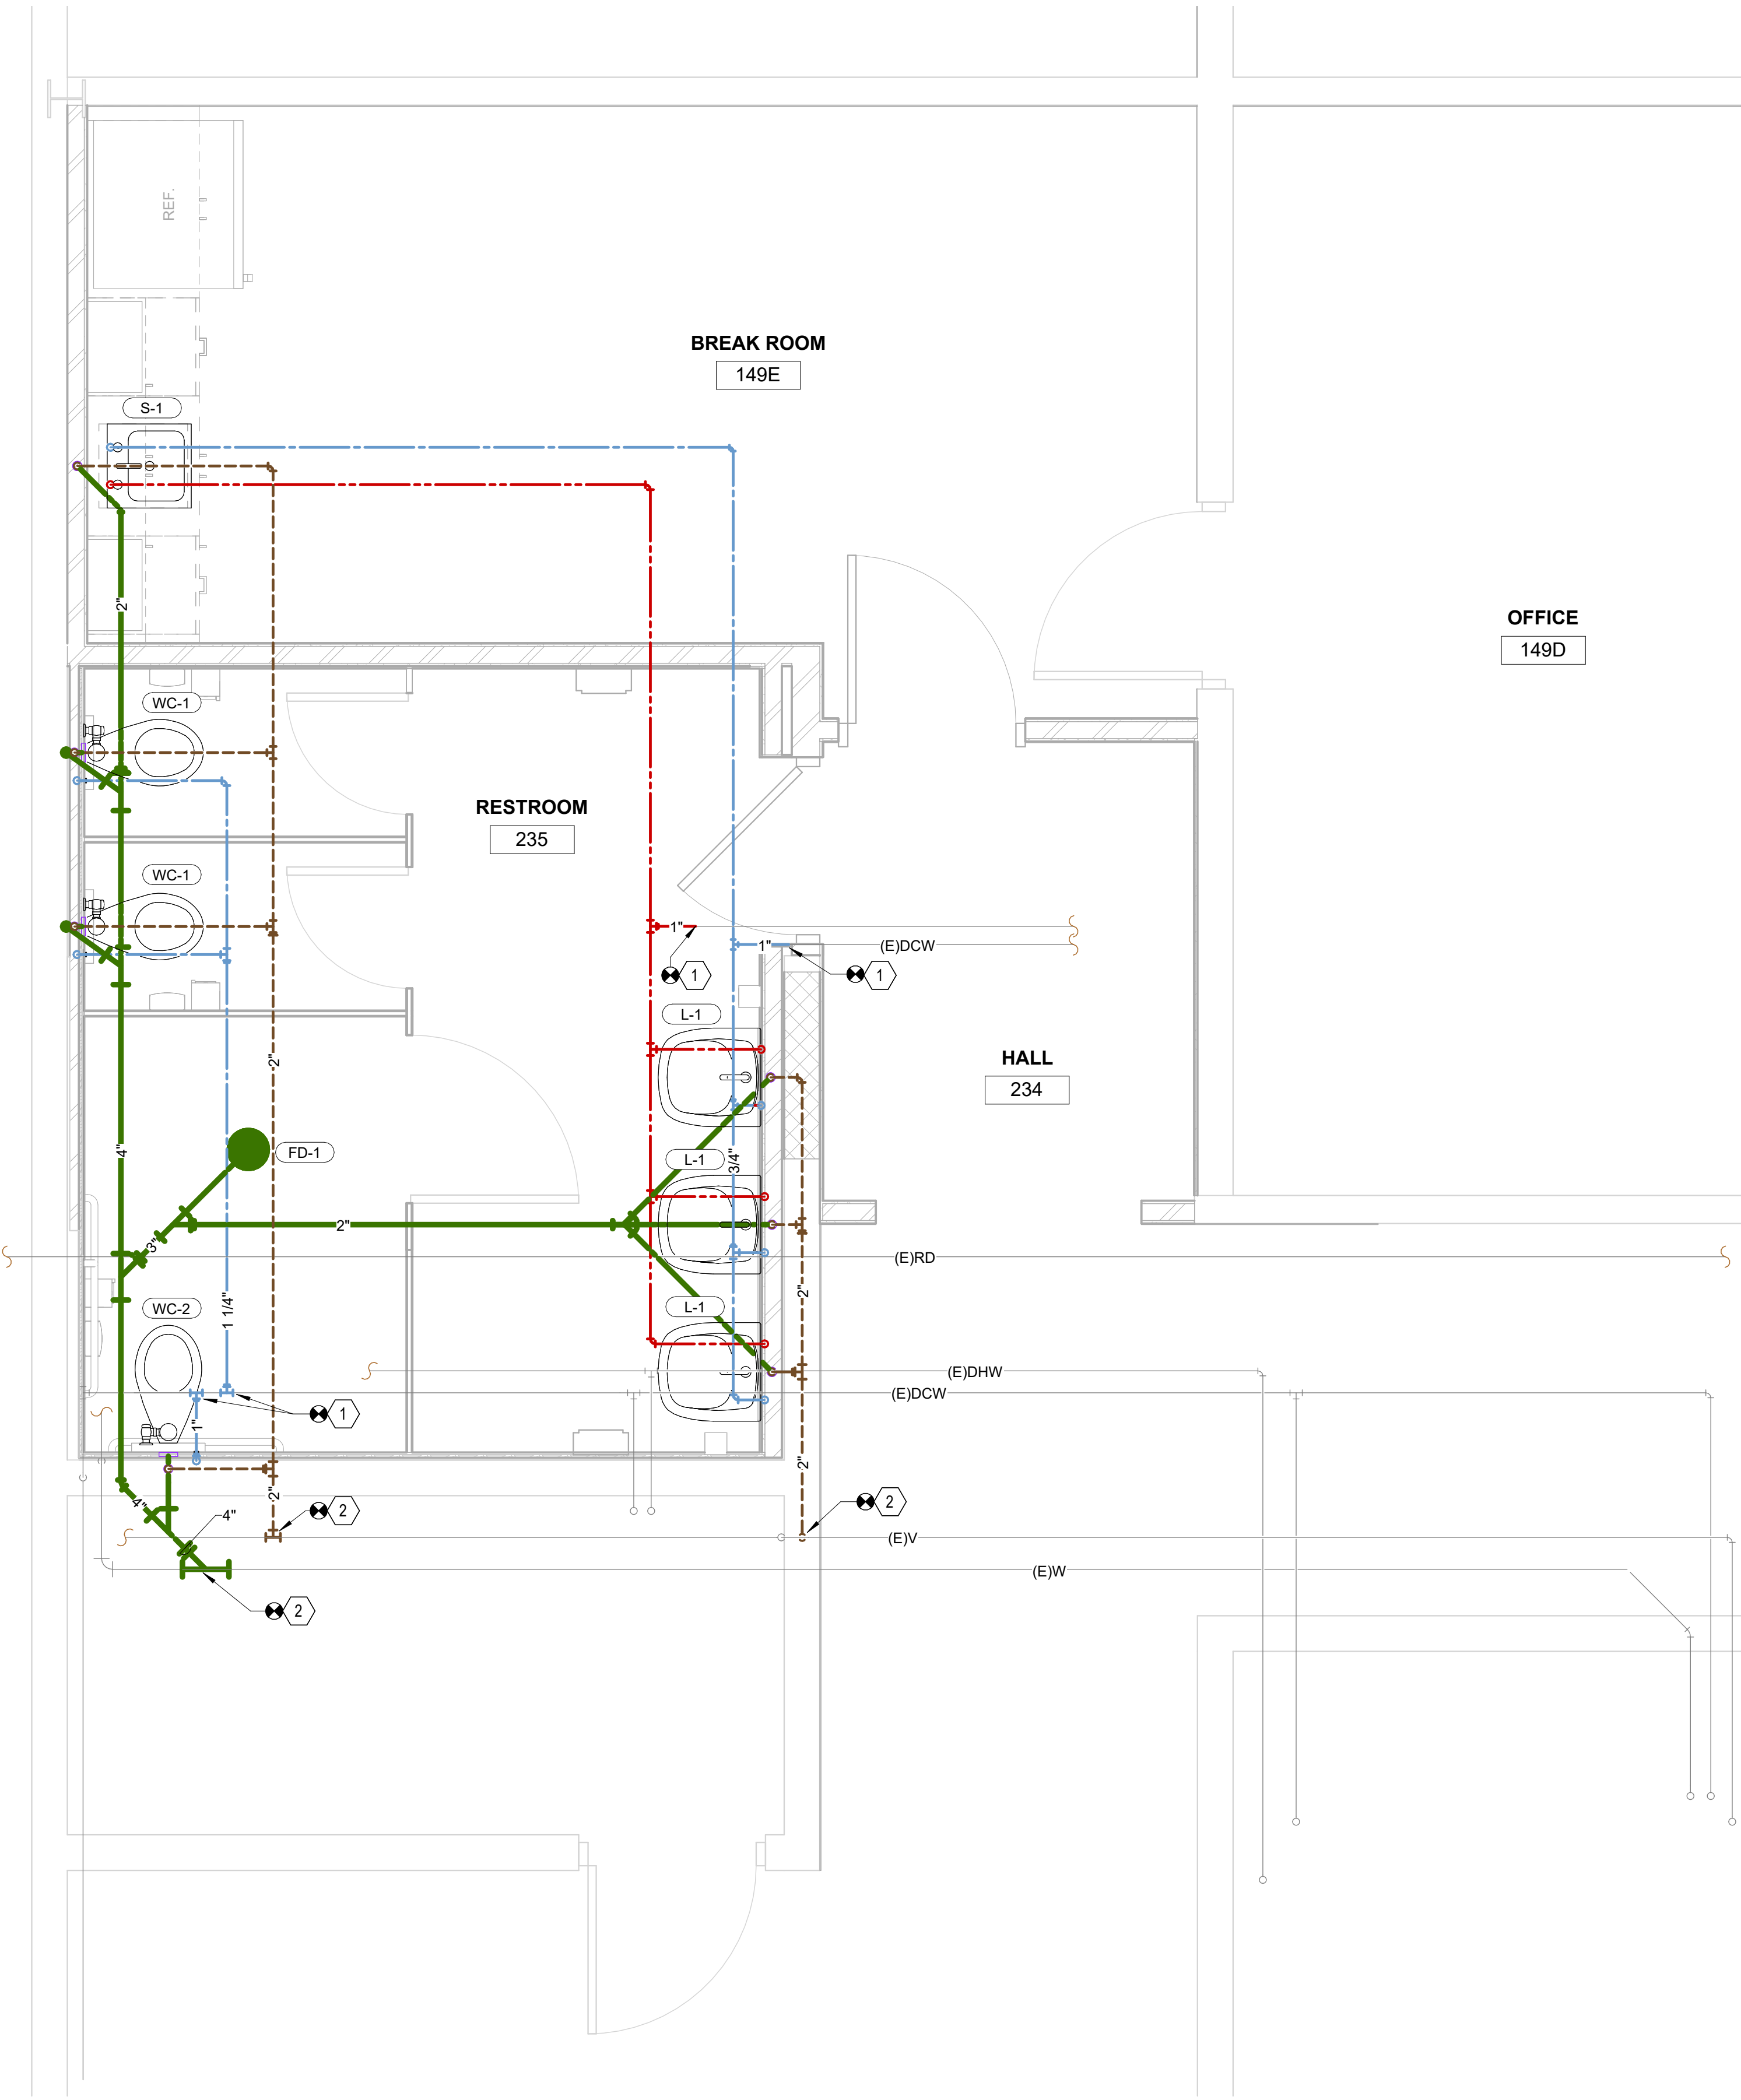 REF.
BREAK ROOM
149E
S-1
2"
OFFICE
149D
WC-1
RESTROOM
235
WC-1
1"
1"
(E)DCW
1
1
L-1
2"
HALL
234
4"
FD-1
L-1
3/4"
2"
3"
(E)RD
2"
WC-2
1 1/4"
L-1
(E)DHW
(E)DCW
1"
1
2"
2"
4"
4"
2
2
(E)V
(E)W
2